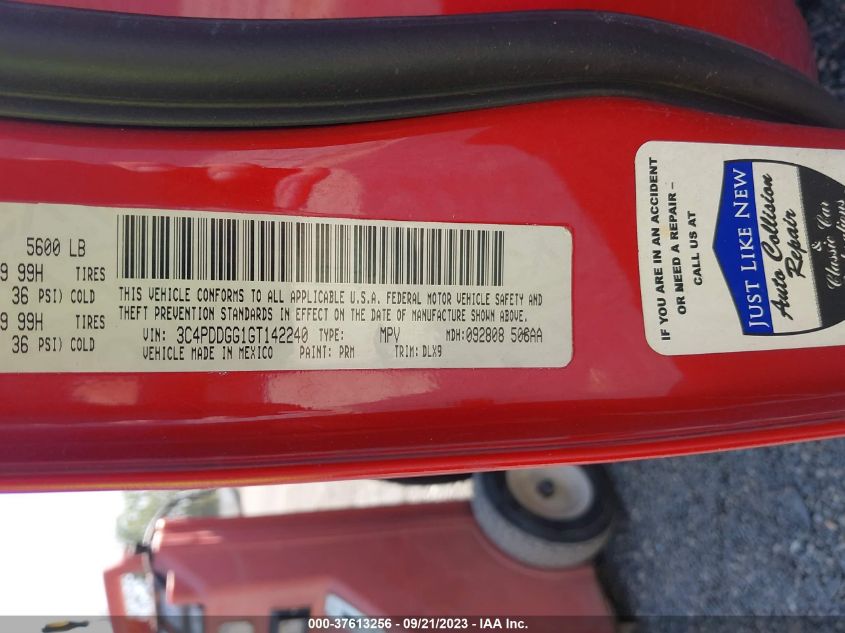 5600 LB
9 99H TIRES
36 PSI) COLD
9 99H TIRES
36 PSI) COLD
THIS VEHICLE CONFORMS TO ALL APPLICABLE U.S.A. FEDERAL MOTOR VEHICLE SAFETY AND
THEFT PREVENTION STANDARDS IN EFFECT ON THE DATE OF MANUFACTURE SHOWN ABOVE.
VIN: 3C4PDDGG1GT142240 TYPE: MPV MDH:092808 506AA
VEHICLE MADE IN MEXICO PAINT: PRM TRIM: DLX9
IF YOU ARE IN AN ACCIDENT
OR NEED A REPAIR -
CALL US AT
JUST LIKE NEW
Auto Collision
Repair
&
Classic Car
000-37613256 - 09/21/2023 - IAA Inc.